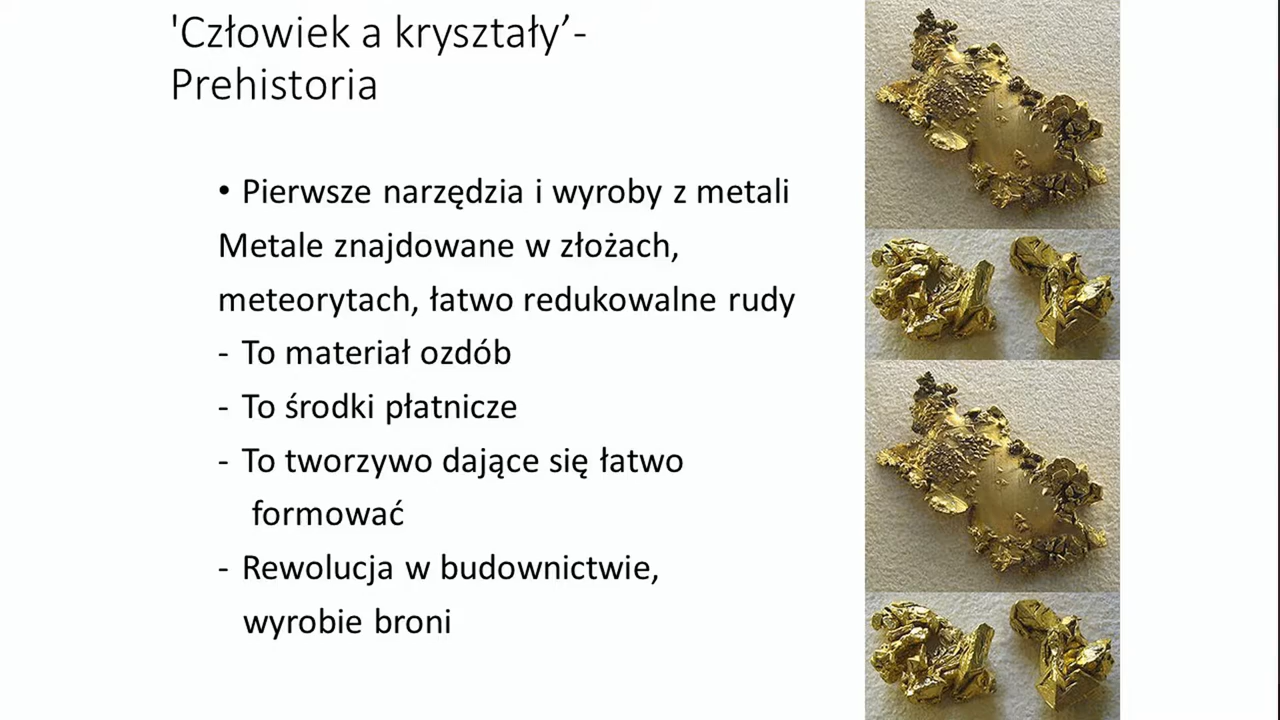 'Człowiek a kryształy’-
Prehistoria
• Pierwsze narzędzia i wyroby z metali
Metale znajdowane w złożach,
meteorytach, łatwo redukowalne rudy
- To materiał ozdób
- To środki płatnicze
- To tworzywo dające się łatwo
formować
- Rewolucja w budownictwie,
wyrobie broni